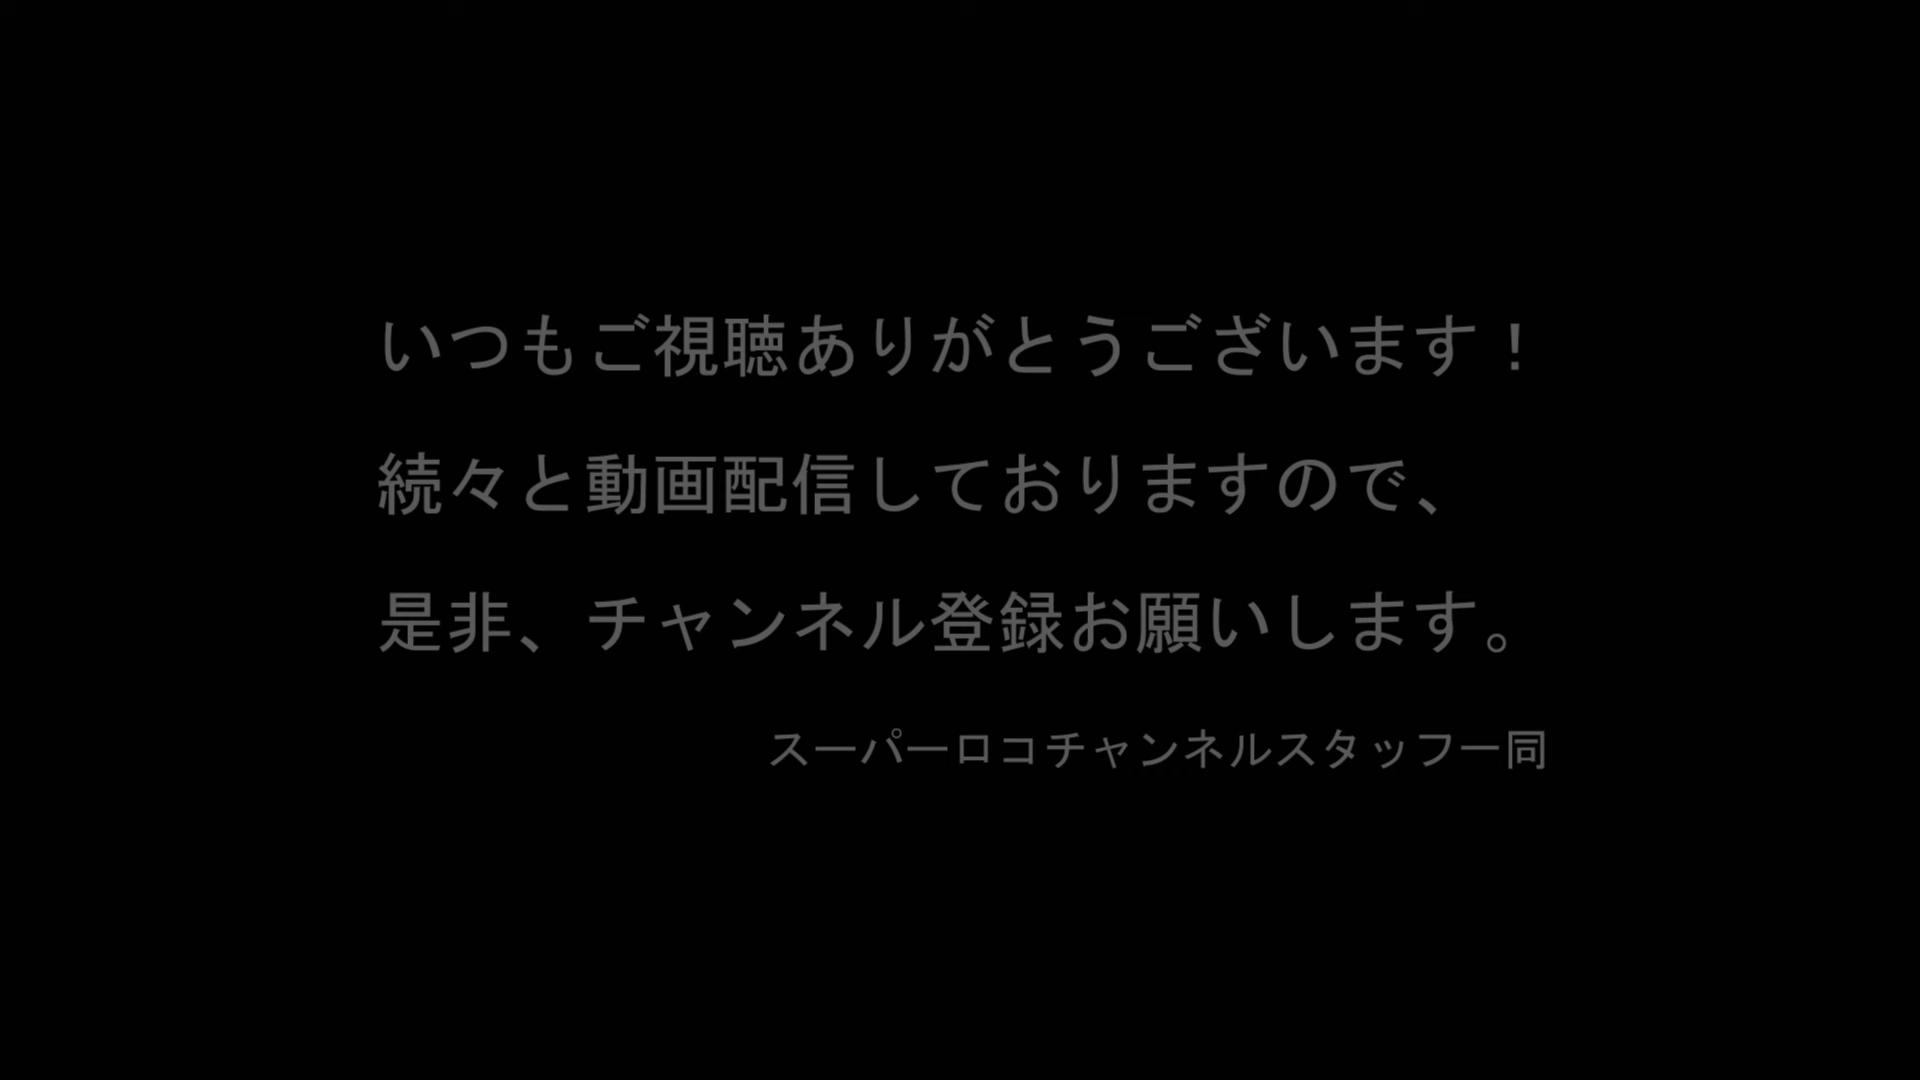 いつもご視聴ありがとうございます！
続々と動画配信しておりますので、
是非、チャンネル登録お願いします。
スーパーロコチャンネルスタッフ一同